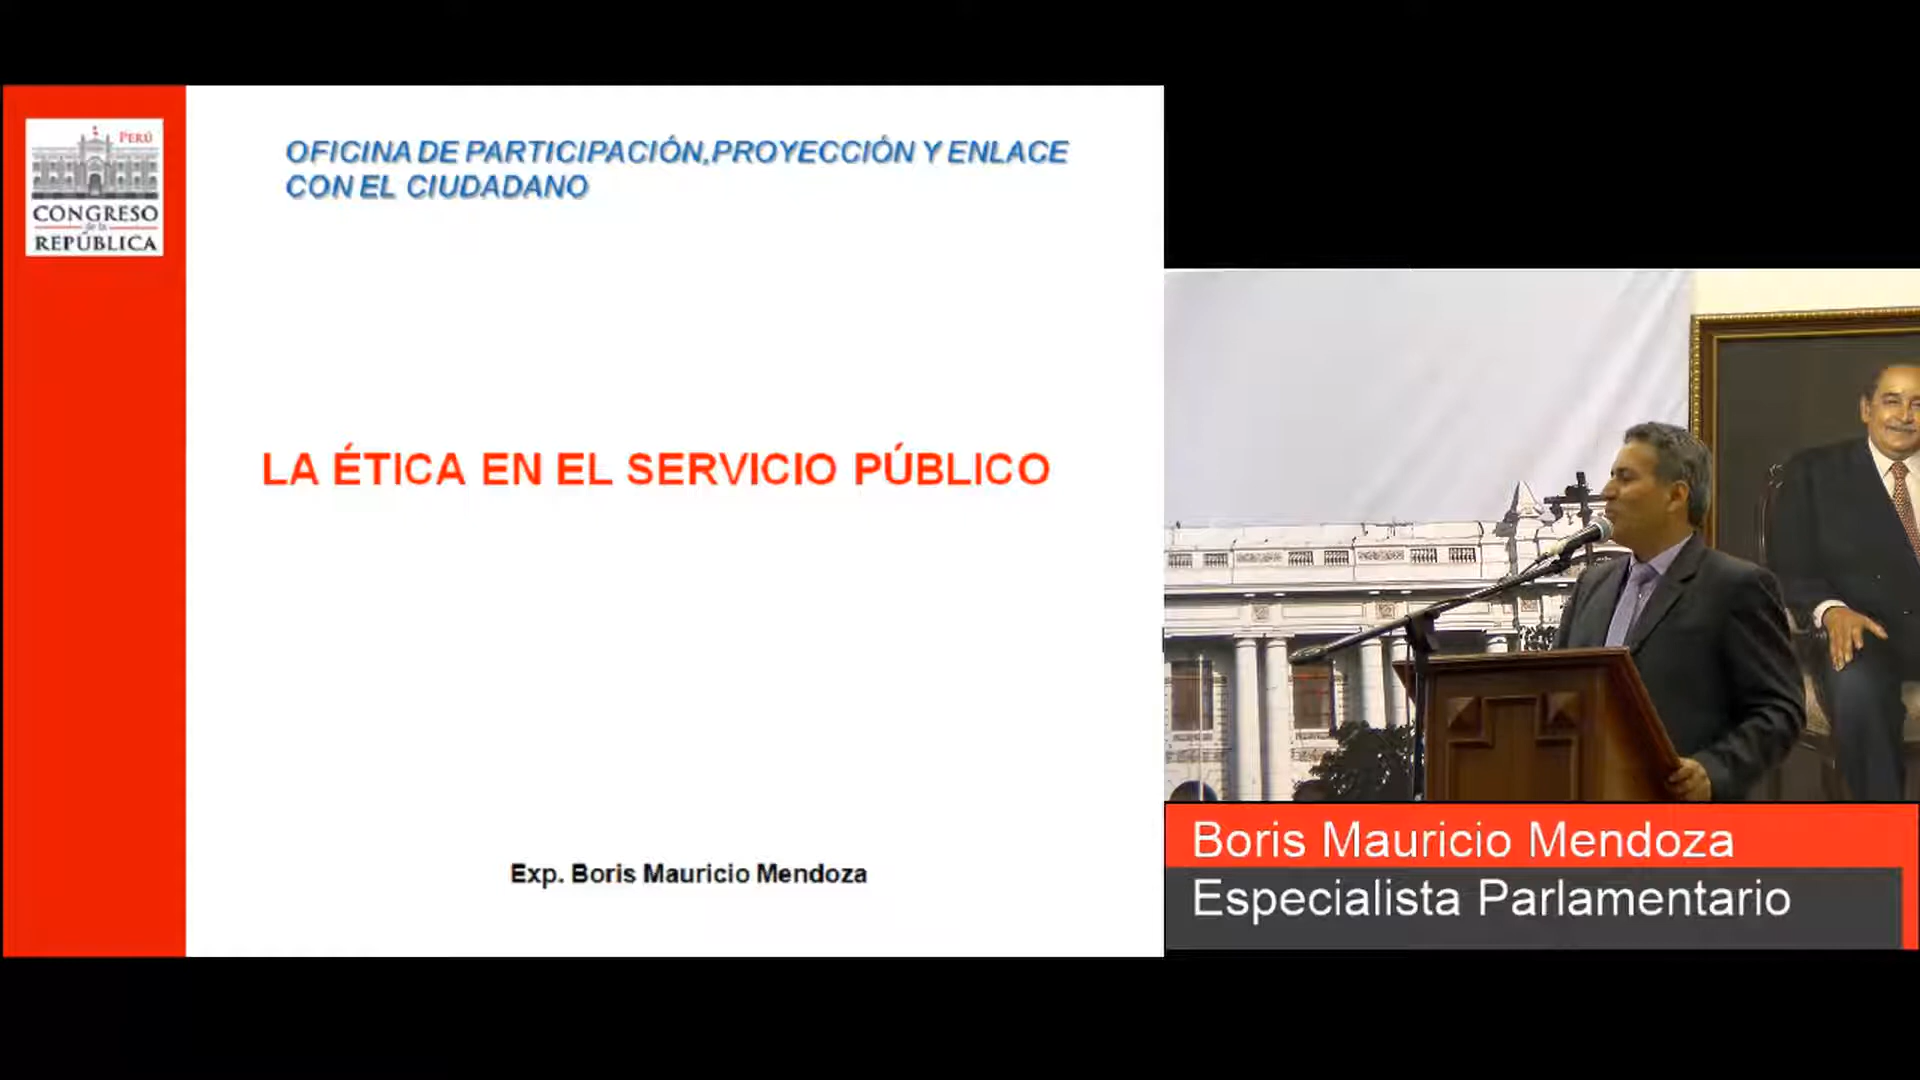 PERÚ
CONGRESO
de la
REPÚBLICA
OFICINA DE PARTICIPACIÓN,PROYECCIÓN Y ENLACE
CON EL CIUDADANO
LA ÉTICA EN EL SERVICIO PÚBLICO
Exp. Boris Mauricio Mendoza
Boris Mauricio Mendoza
Especialista Parlamentario